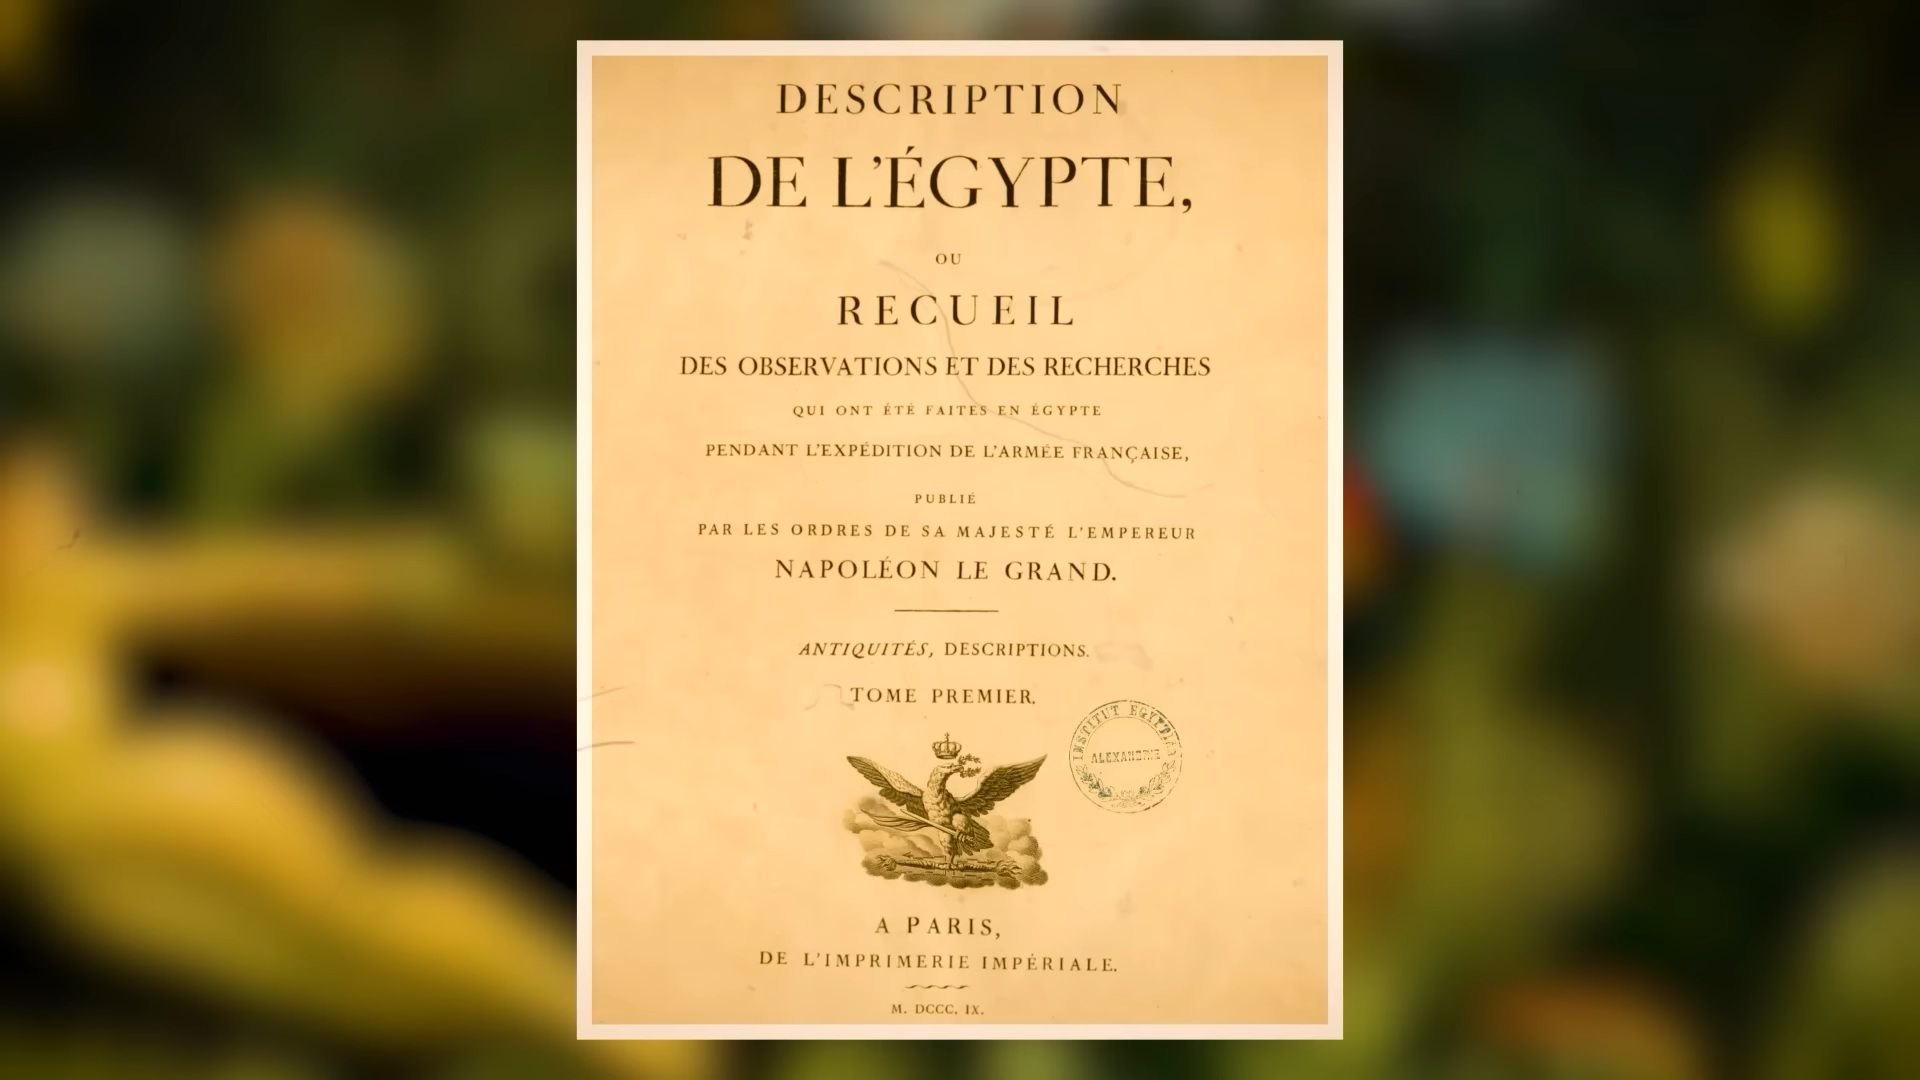 DESCRIPTION
DE L'ÉGYPTE,
OU
RECUEIL
DES OBSERVATIONS ET DES RECHERCHES
QUI ONT ÉTÉ FAITES EN ÉGYPTE
PENDANT L'EXPÉDITION DE L'ARMÉE FRANÇAISE,
PUBLIÉ
PAR LES ORDRES DE SA MAJESTÉ L'EMPEREUR
NAPOLÉON LE GRAND.
ANTIQUITÉS, DESCRIPTIONS.
TOME PREMIER.
INSTITUT EGYPTIEN
ALEXANDRIE
A PARIS,
DE L'IMPRIMERIE IMPÉRIALE.
M. DCCC. IX.